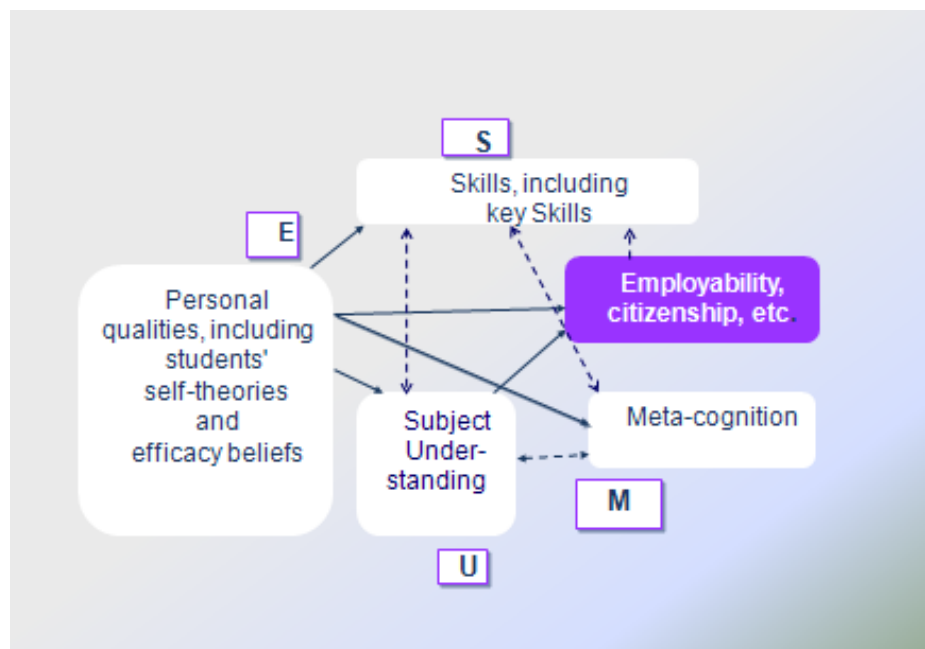 S
Skills, including
key Skills
E
Personal
qualities, including
students'
self-theories
and
efficacy beliefs
Employability,
citizenship, etc.
Subject
Under-
standing
Meta-cognition
M
U